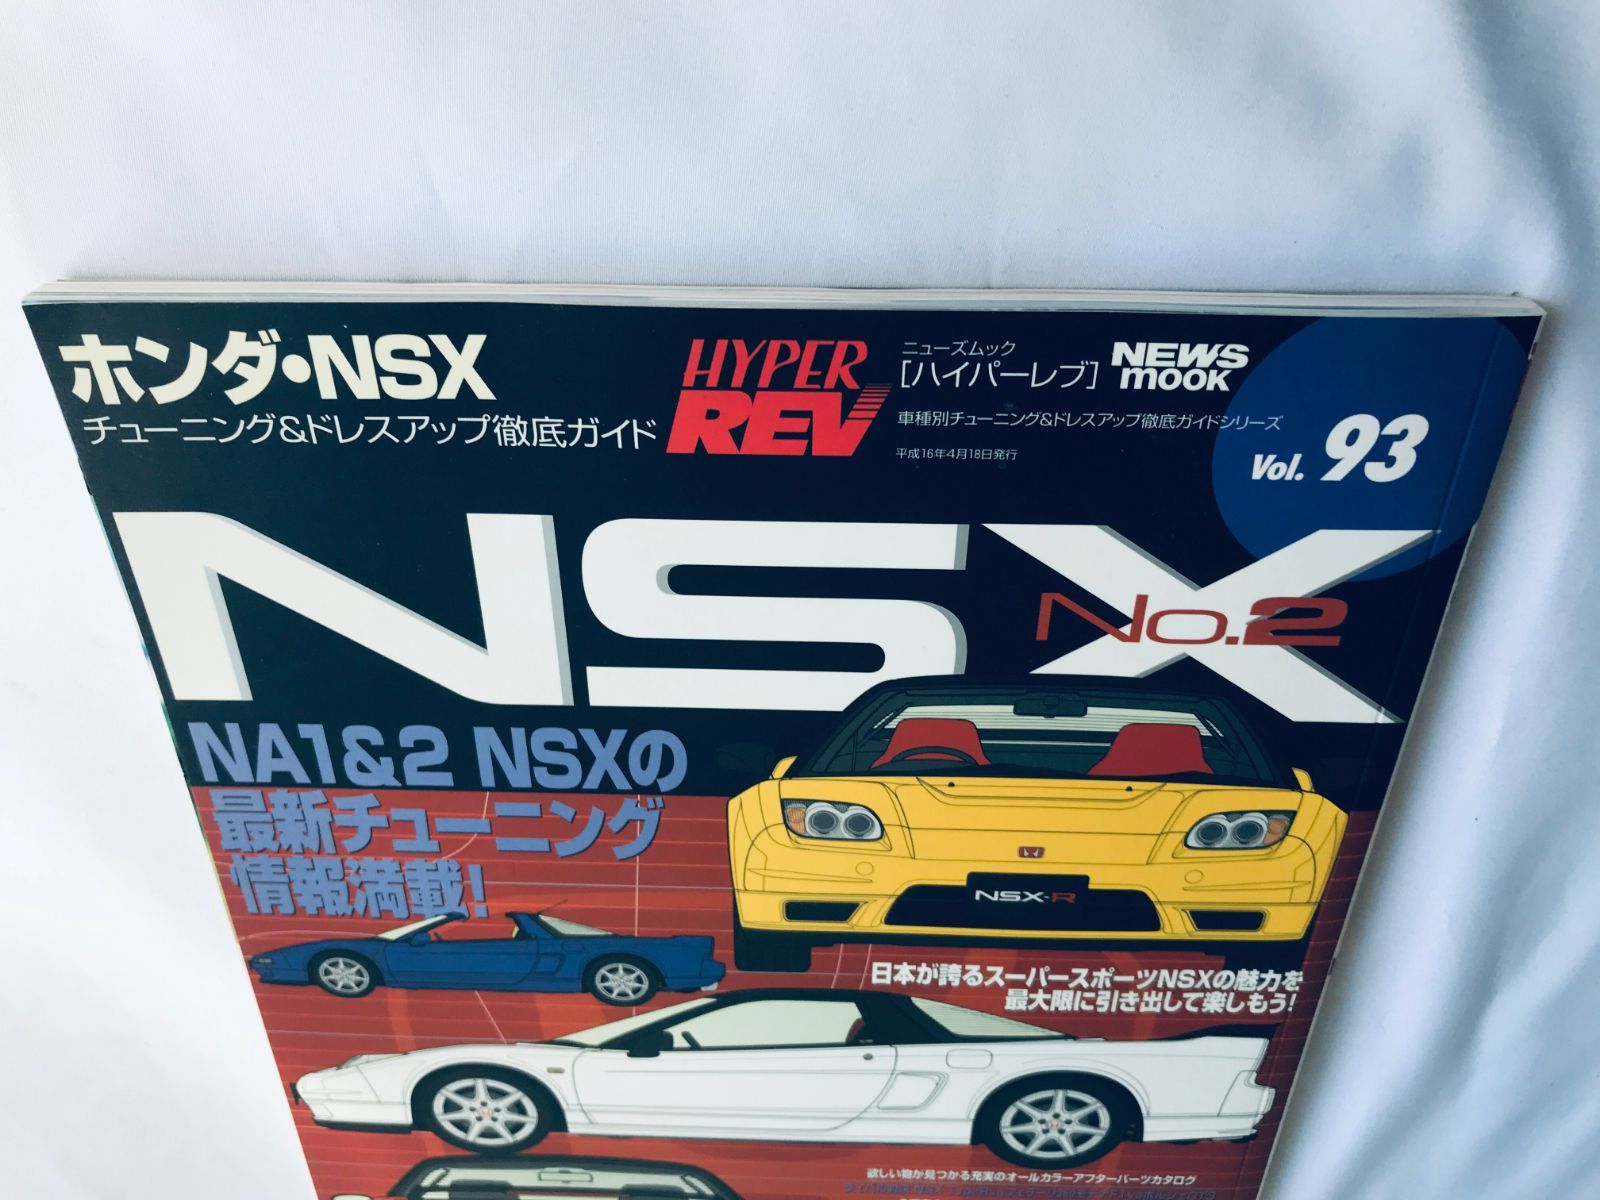 ホンダ・NSX
チューニング&ドレスアップ徹底ガイド
HYPER
REV
ニューズムック
[ハイパーレブ]
NEWS
mOOK
車種別チューニング&ドレスアップ徹底ガイドシリーズ
平成16年4月18日発行
Vol. 93
NSX
No.2
NA1&2 NSXの
最新チューニング
情報満載!
NSX-R
日本が誇るスーパースポーツNSXの魅力を
最大限に引き出して楽しもう!
欲しい物が見つかる充実のオールカラーアフターパーツカタログ